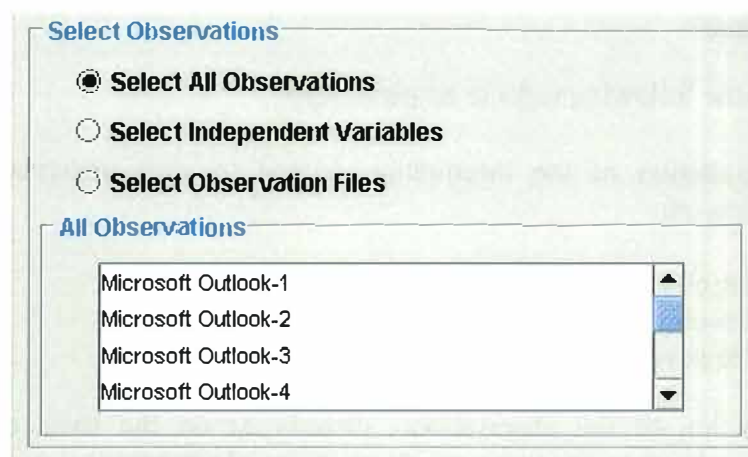 Select Observations
Select All Observations
Select Independent Variables
Select Observation Files
All Observations
Microsoft Outlook-1
Microsoft Outlook-2
Microsoft Outlook-3
Microsoft Outlook-4